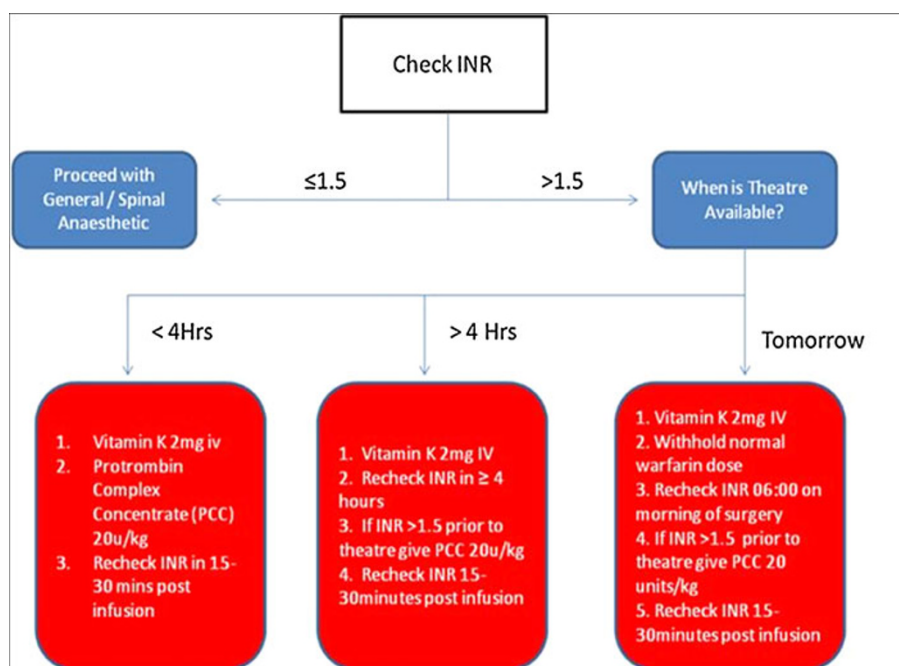 Check INR
Proceed with
General / Spinal
Anaesthetic
≤1.5
>1.5
When is Theatre
Available?
< 4Hrs
> 4 Hrs
Tomorrow
1. Vitamin K 2mg iv
2. Protrombin
Complex
Concentrate (PCC)
20u/kg
3. Recheck INR in 15-
30 mins post
infusion
1. Vitamin K 2mg IV
2. Recheck INR in ≥ 4
hours
3. If INR >1.5 prior to
theatre give PCC 20u/kg
4. Recheck INR 15-
30minutes post infusion
1. Vitamin K 2mg IV
2. Withhold normal
warfarin dose
3. Recheck INR 06:00 on
morning of surgery
4. If INR >1.5 prior to
theatre give PCC 20
units/kg
5. Recheck INR 15-
30minutes post infusion